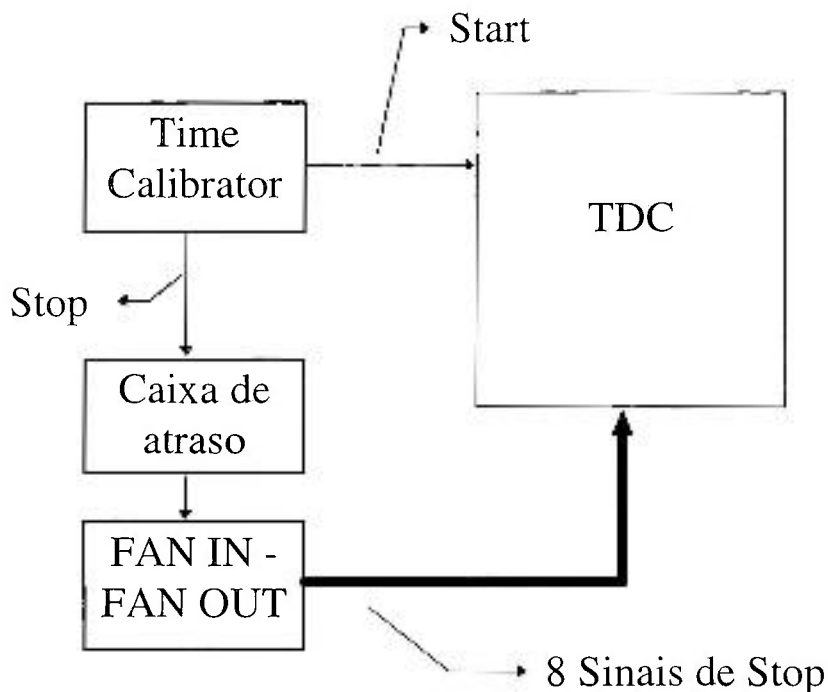 Start
Time
Calibrator
TDC
Stop
Caixa de
atraso
FAN IN -
FAN OUT
8 Sinais de Stop